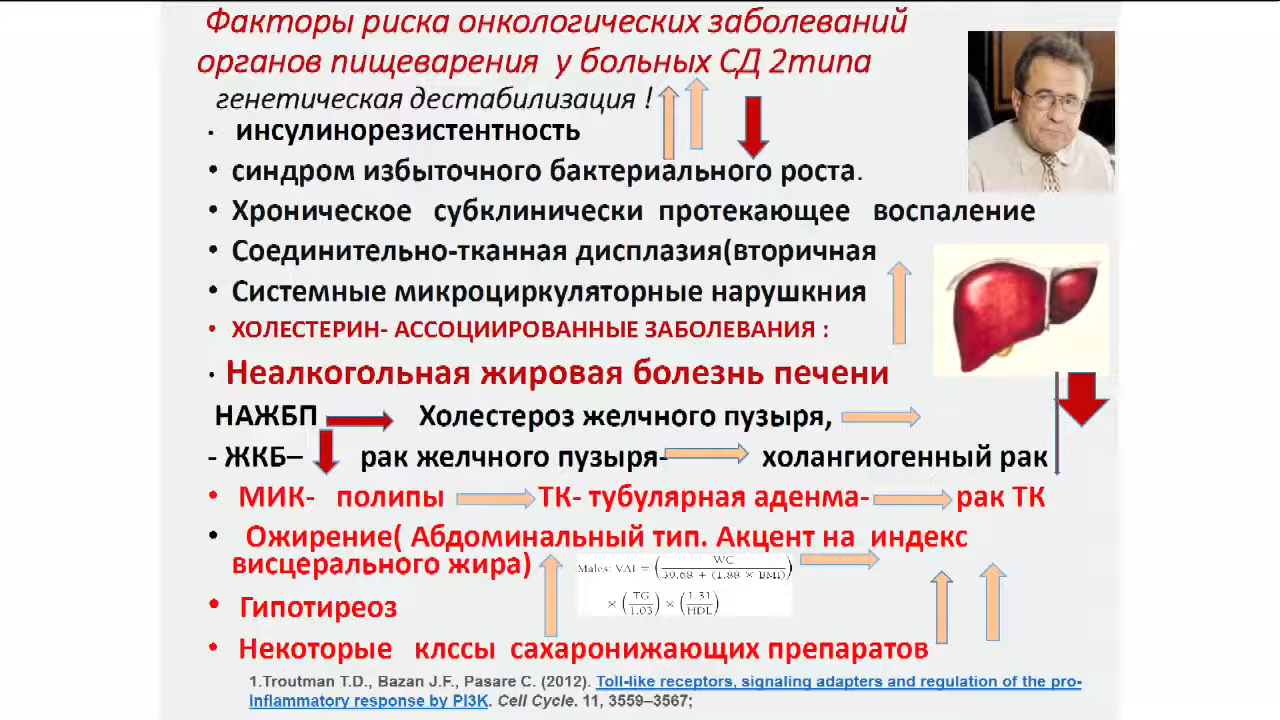 Факторы риска онкологических заболеваний
органов пищеварения у больных СД 2типа
генетическая дестабилизация !
· инсулинорезистентность
• синдром избыточного бактериального роста.
• Хроническое субклинически протекающее воспаление
• Соединительно-тканная дисплазия(вторичная
• Системные микроциркуляторные нарушкния
• ХОЛЕСТЕРИН- АССОЦИИРОВАННЫЕ ЗАБОЛЕВАНИЯ :
· Неалкогольная жировая болезнь печени
НАЖБП Холестероз желчного пузыря,
- ЖКБ– рак желчного пузыря- холангиогенный рак
• МИК- полипы ТК- тубулярная аденма- рак ТК
• Ожирение( Абдоминальный тип. Акцент на индекс
висцерального жира)
Males: VAI = (WC / 39.68 + (1.88 × BMI))
× (TG / 1.03) × (1.31 / HDL)
• Гипотиреоз
• Некоторые клссы сахаронижающих препаратов
1.Troutman T.D., Bazan J.F., Pasare C. (2012). Toll-like receptors, signaling adapters and regulation of the pro-
inflammatory response by PI3K. Cell Cycle. 11, 3559–3567;